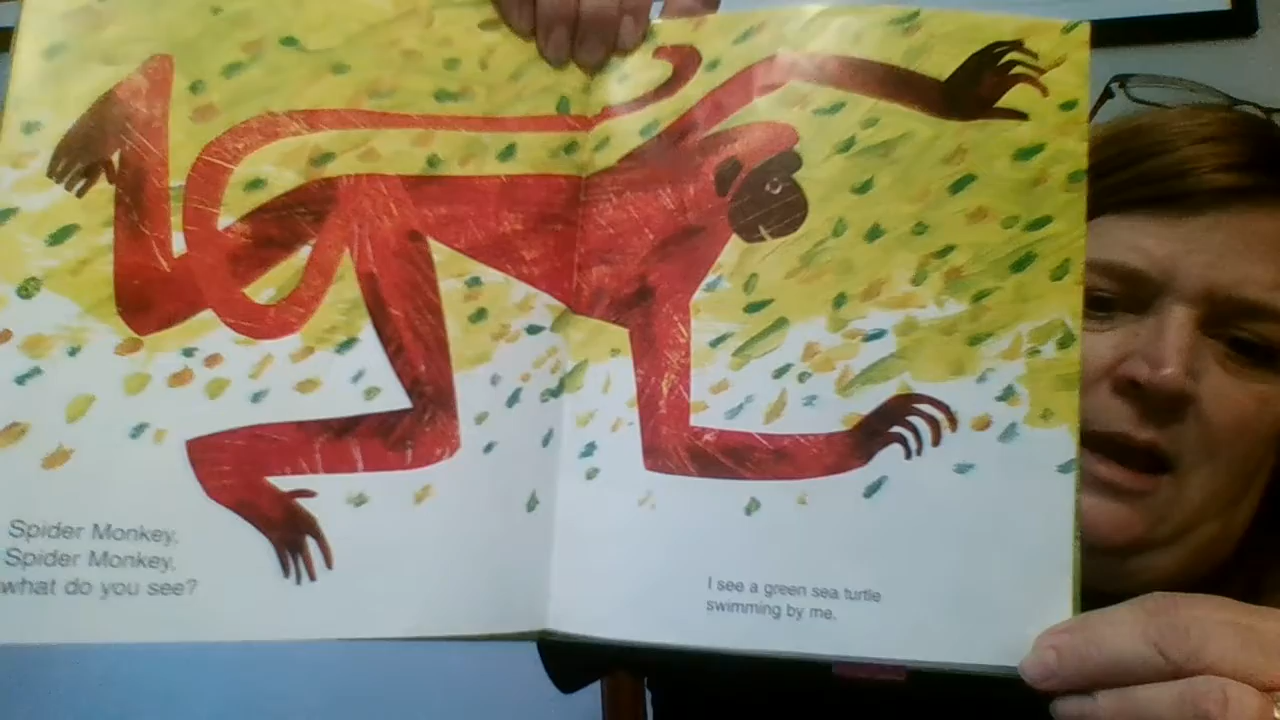 Spider Monkey,
Spider Monkey,
what do you see?
I see a green sea turtle
swimming by me.